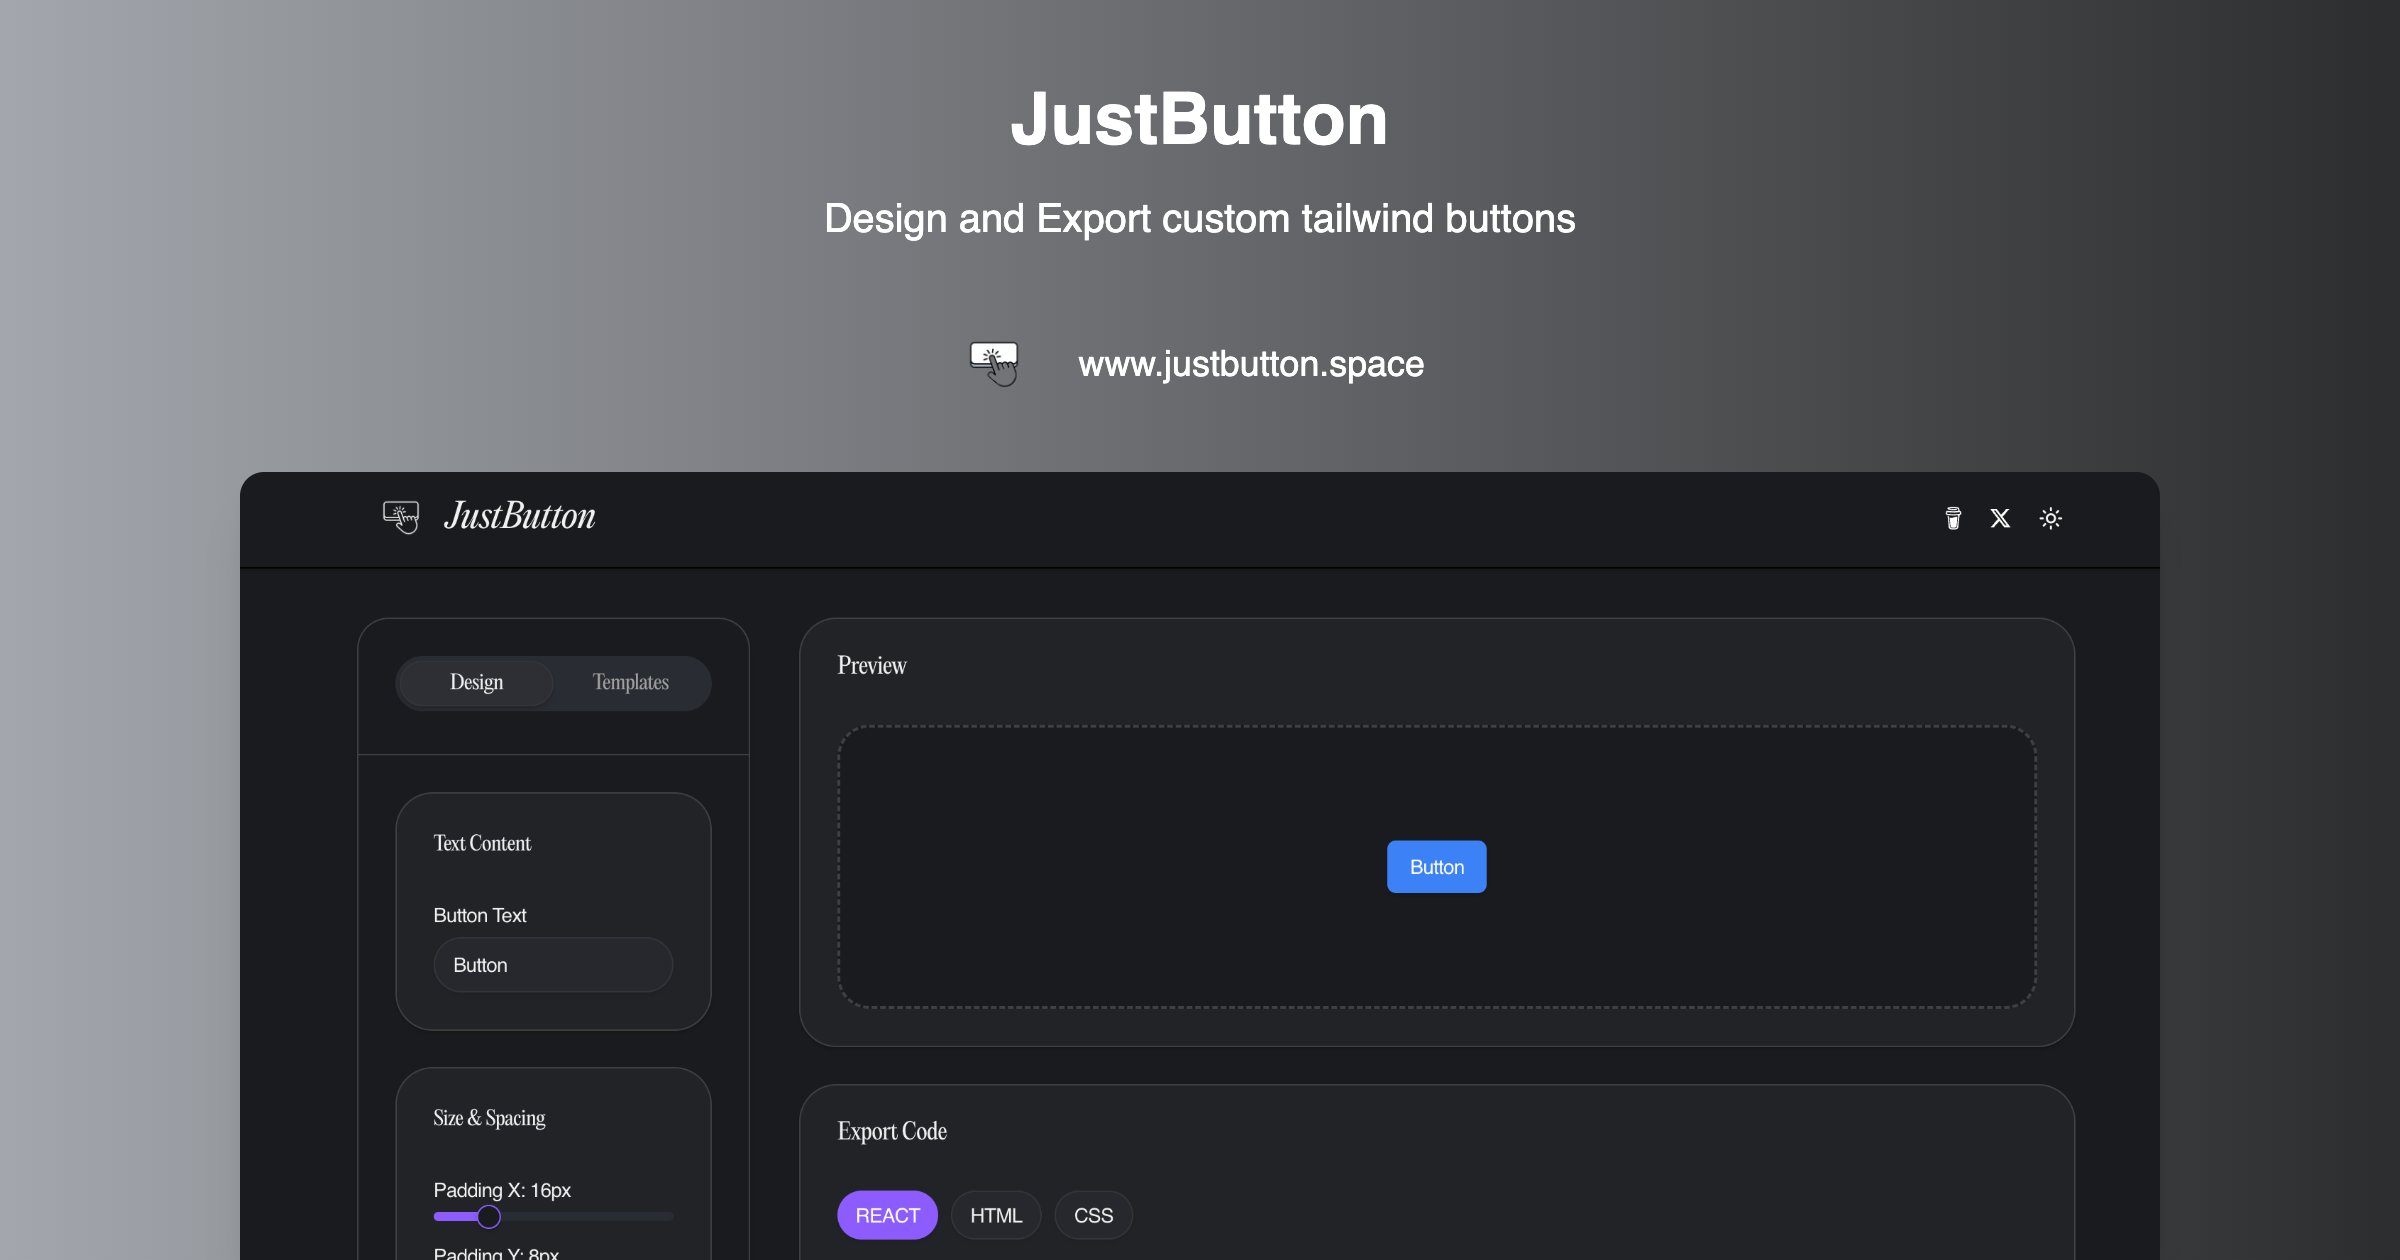 JustButton
Design and Export custom tailwind buttons
www.justbutton.space
JustButton
Design
Templates
Text Content
Button Text
Button
Size & Spacing
Padding X: 16px
Padding Y: 8px
Preview
Button
Export Code
REACT
HTML
CSS